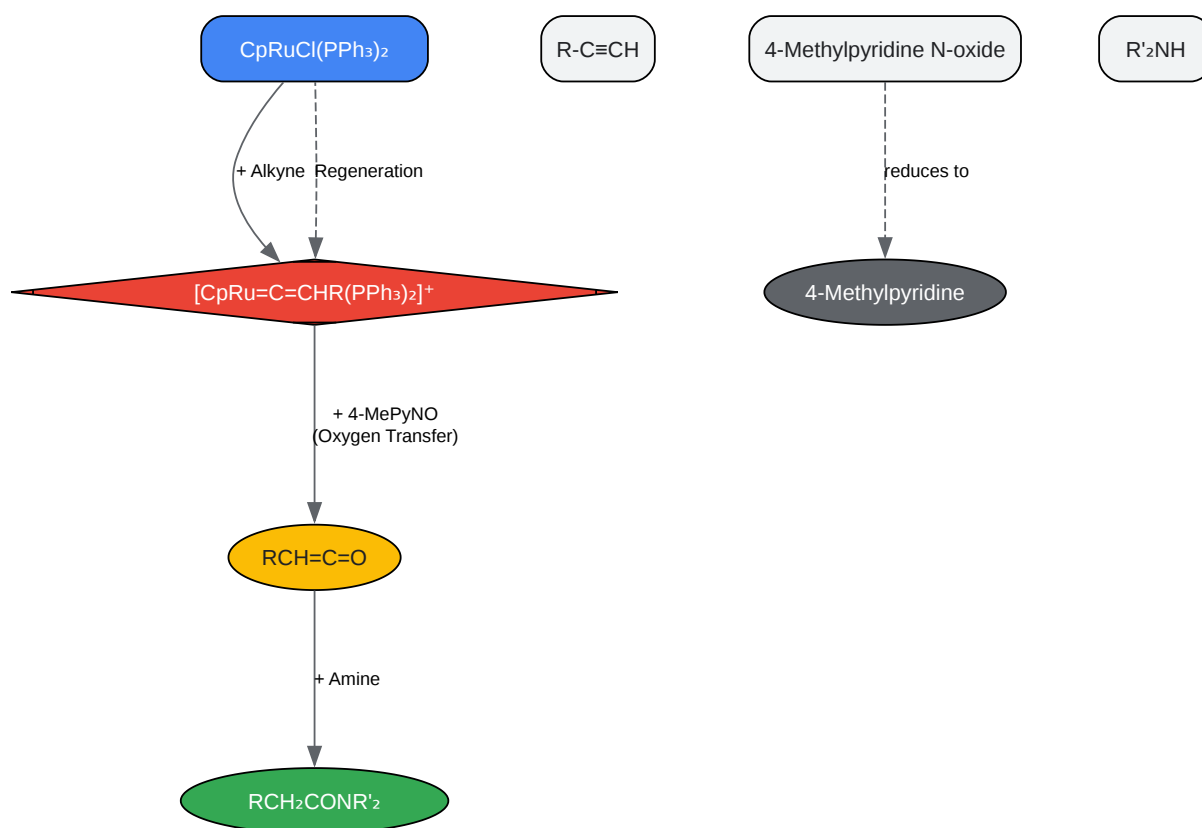 CpRuCl(PPh₃)₂
R-C≡CH
4-Methylpyridine N-oxide
R'₂NH
+ Alkyne
Regeneration
reduces to
[CpRu=C=CHR(PPh₃)₂]⁺
4-Methylpyridine
+ 4-MePyNO
(Oxygen Transfer)
RCH=C=O
+ Amine
RCH₂CONR'₂